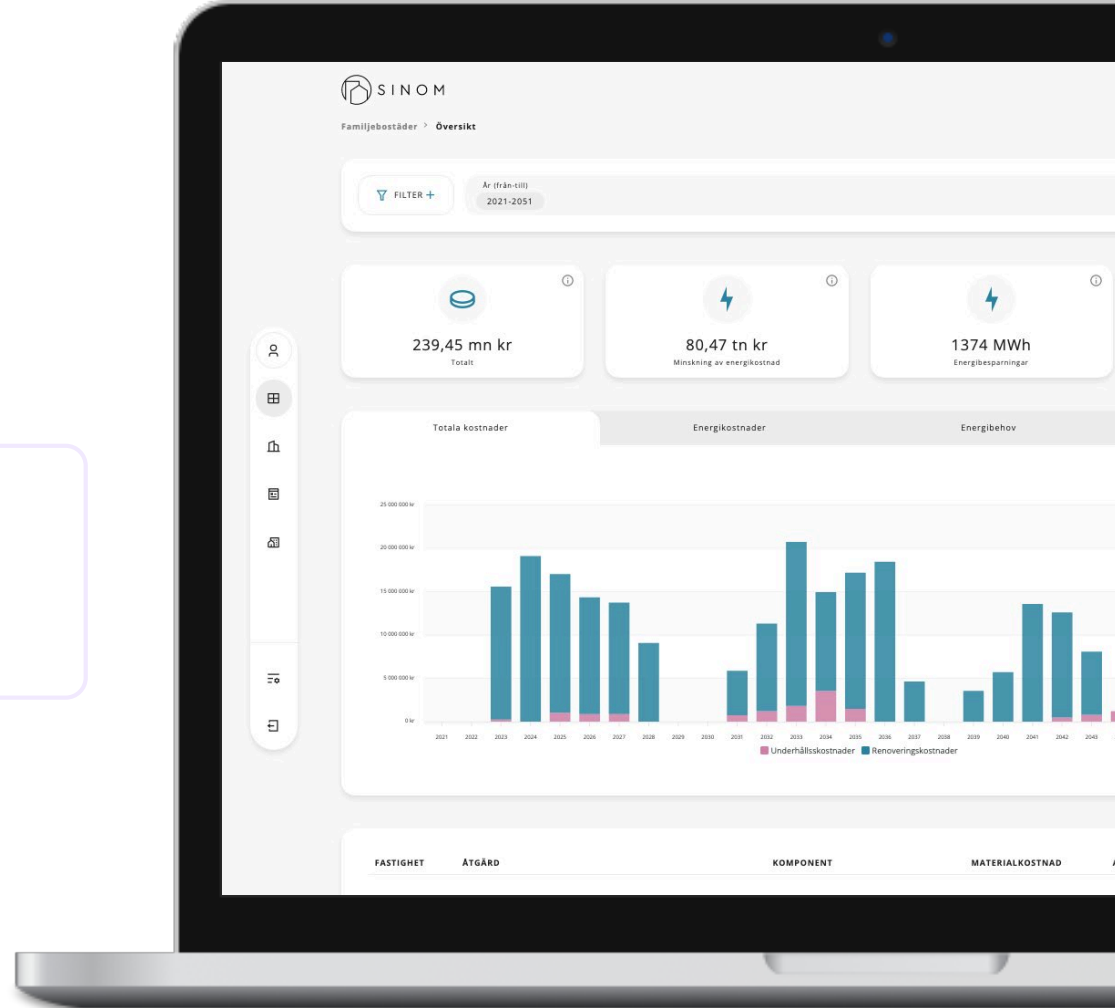 SINOM
Familjebostäder > Översikt
FILTER +
År (från-till)
2021-2051
239,45 mn kr
Totalt
80,47 tn kr
Minskning av energikostnad
1374 MWh
Energibesparningar
Totala kostnader
Energikostnader
Energibehov
25 000 000 kr
20 000 000 kr
15 000 000 kr
10 000 000 kr
5 000 000 kr
0 kr
2021 2022 2023 2024 2025 2026 2027 2028 2029 2030 2031 2032 2033 2034 2035 2036 2037 2038 2039 2040 2041 2042 2043
Underhållsskostnader Renoveringskostnader
FASTIGHET ÅTGÄRD KOMPONENT MATERIALKOSTNAD